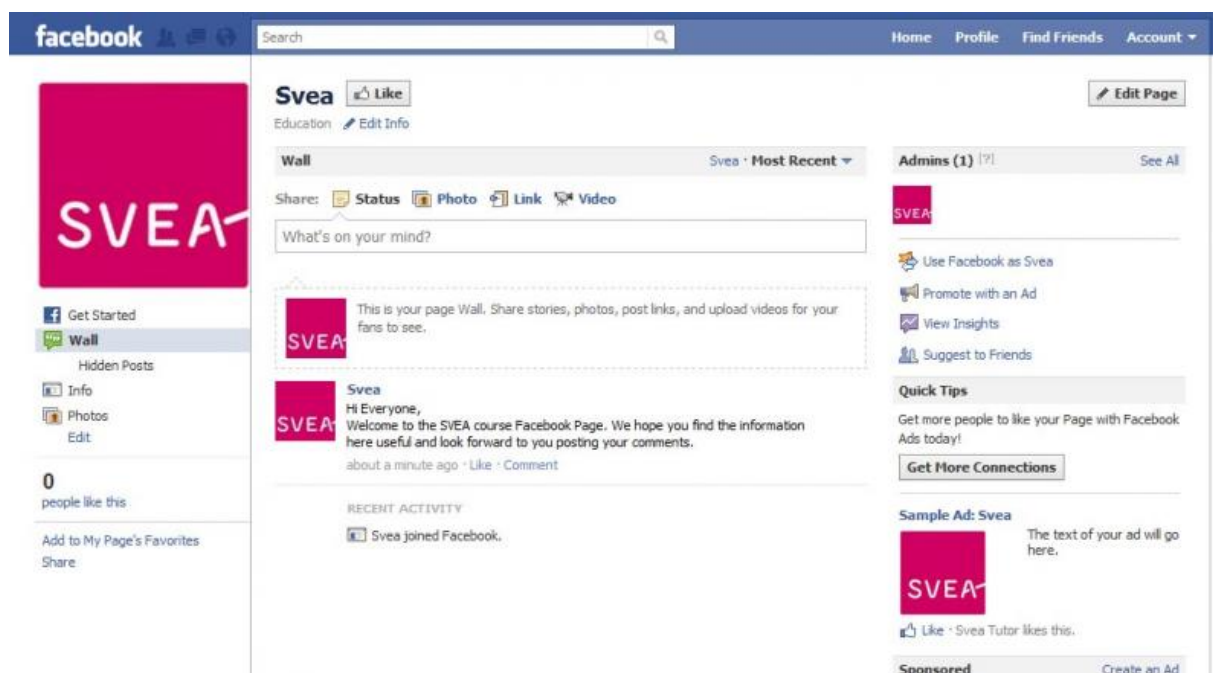 facebook
Search
Home Profile Find Friends Account
SVEA
Svea Like
Education Edit Info
Edit Page
Wall
Svea · Most Recent
Share: Status Photo Link Video
What's on your mind?
SVEA
This is your page Wall. Share stories, photos, post links, and upload videos for your
fans to see.
SVEA
Svea
Hi Everyone,
Welcome to the SVEA course Facebook Page. We hope you find the information
here useful and look forward to you posting your comments.
about a minute ago · Like · Comment
RECENT ACTIVITY
Svea joined Facebook.
Get Started
Wall
Hidden Posts
Info
Photos
Edit
0
people like this
Add to My Page's Favorites
Share
Admins (1) [?] See All
SVEA
Use Facebook as Svea
Promote with an Ad
View Insights
Suggest to Friends
Quick Tips
Get more people to like your Page with Facebook
Ads today!
Get More Connections
Sample Ad: Svea
SVEA
The text of your ad will go
here.
Like · Svea Tutor likes this.
Sponsored Create an Ad